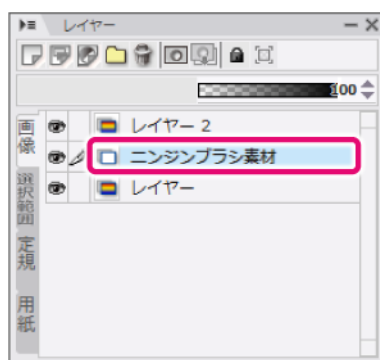 レイヤー
100
画像
レイヤー 2
ニンジンブラシ素材
選択範囲
レイヤー
定規
用紙